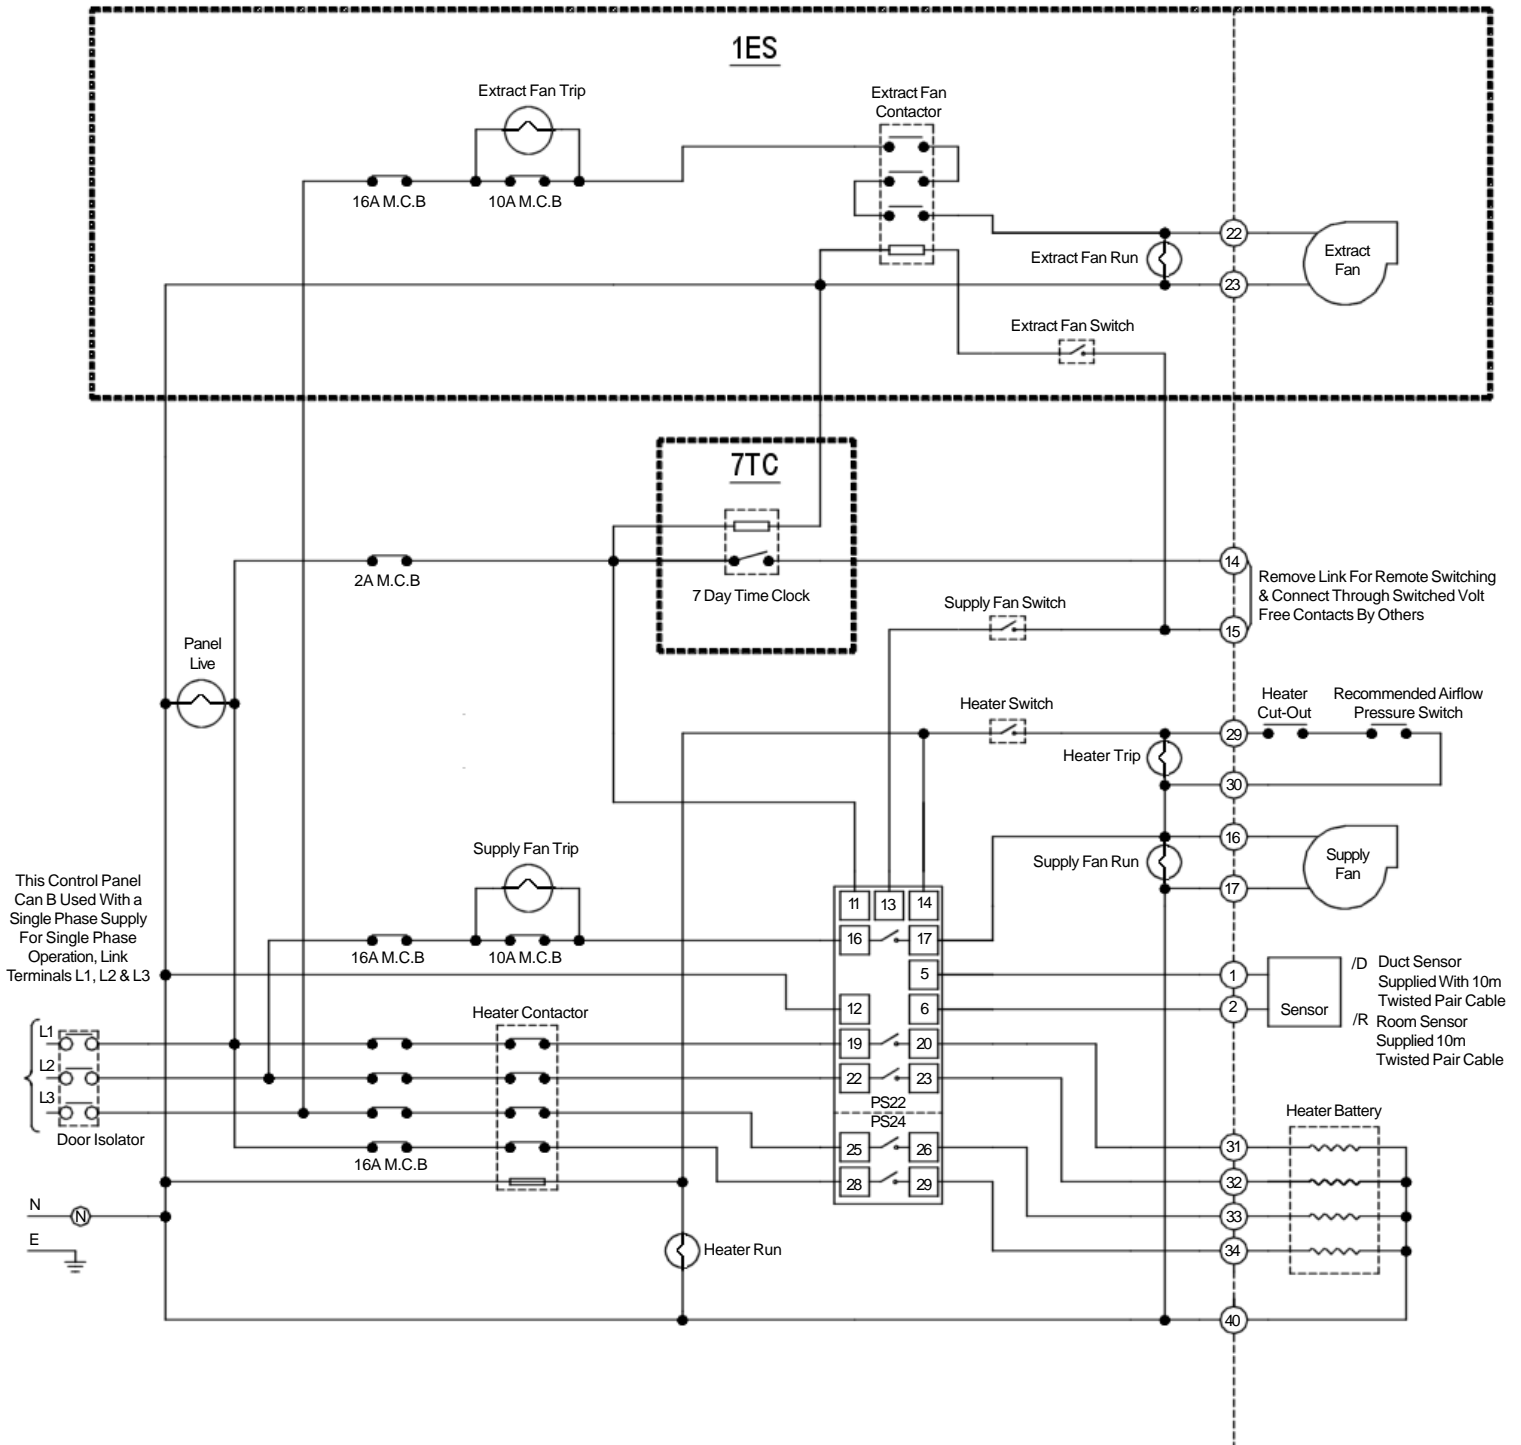 1ES
Extract Fan Trip
Extract Fan
Contactor
16A M.C.B
10A M.C.B
22
Extract Fan Run
Extract
Fan
23
Extract Fan Switch
7TC
2A M.C.B
7 Day Time Clock
14
Remove Link For Remote Switching
& Connect Through Switched Volt
Free Contacts By Others
Supply Fan Switch
15
Panel
Live
Heater Switch
Heater
Cut-Out
Recommended Airflow
Pressure Switch
29
Heater Trip
30
Supply Fan Trip
16
Supply Fan Run
Supply
Fan
17
This Control Panel
Can B Used With a
Single Phase Supply
For Single Phase
Operation, Link
Terminals L1, L2 & L3
11
13
14
16A M.C.B
10A M.C.B
16
17
5
1
/D Duct Sensor
Supplied With 10m
Twisted Pair Cable
12
6
2
Sensor
/R Room Sensor
Supplied 10m
Twisted Pair Cable
Heater Contactor
L1
L2
L3
Door Isolator
19
20
22
23
PS22
PS24
25
26
28
29
16A M.C.B
Heater Battery
31
32
33
34
N
N
E
Heater Run
40